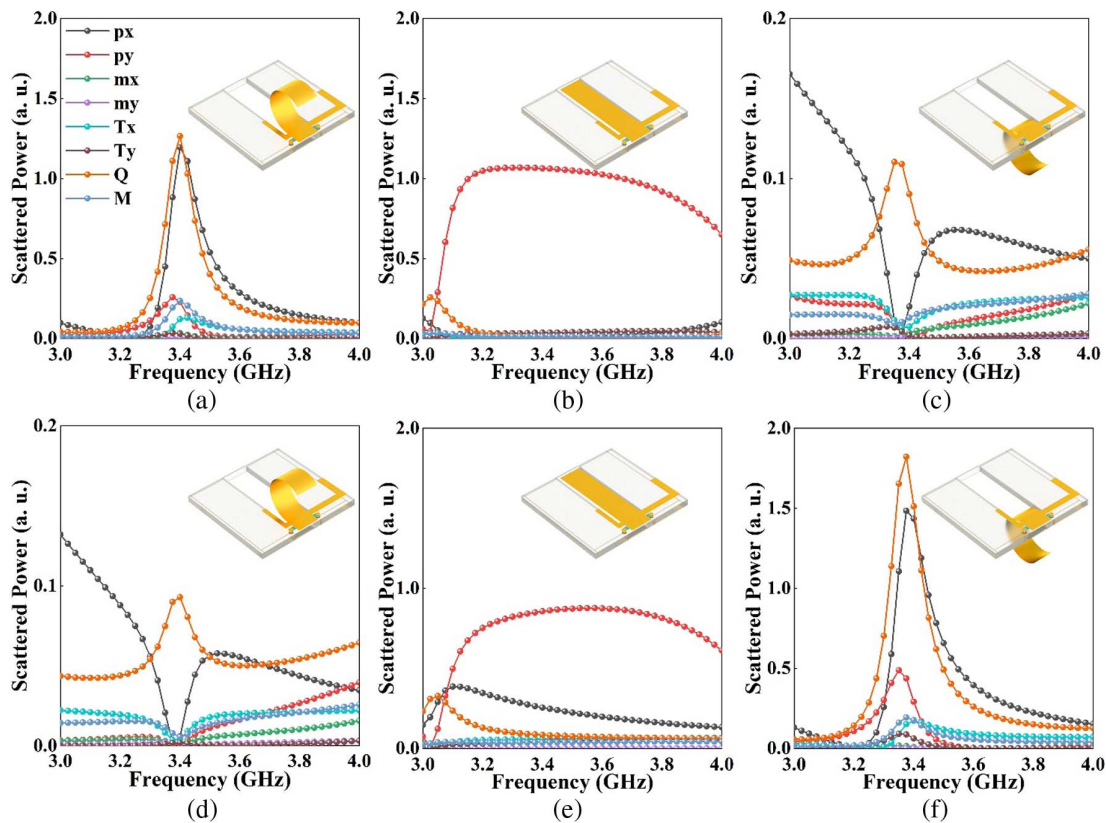 2.0
1.5
1.0
0.5
0.0
Scattered Power (a. u.)
px
py
mx
my
Tx
Ty
Q
M
3.0 3.2 3.4 3.6 3.8 4.0
Frequency (GHz)
(a)
2.0
1.5
1.0
0.5
0.0
Scattered Power (a. u.)
3.0 3.2 3.4 3.6 3.8 4.0
Frequency (GHz)
(b)
0.2
0.1
0.0
Scattered Power (a. u.)
3.0 3.2 3.4 3.6 3.8 4.0
Frequency (GHz)
(c)
0.2
0.1
0.0
Scattered Power (a. u.)
3.0 3.2 3.4 3.6 3.8 4.0
Frequency (GHz)
(d)
2.0
1.0
0.0
Scattered Power (a. u.)
3.0 3.2 3.4 3.6 3.8 4.0
Frequency (GHz)
(e)
2.0
1.5
1.0
0.5
0.0
Scattered Power (a. u.)
3.0 3.2 3.4 3.6 3.8 4.0
Frequency (GHz)
(f)